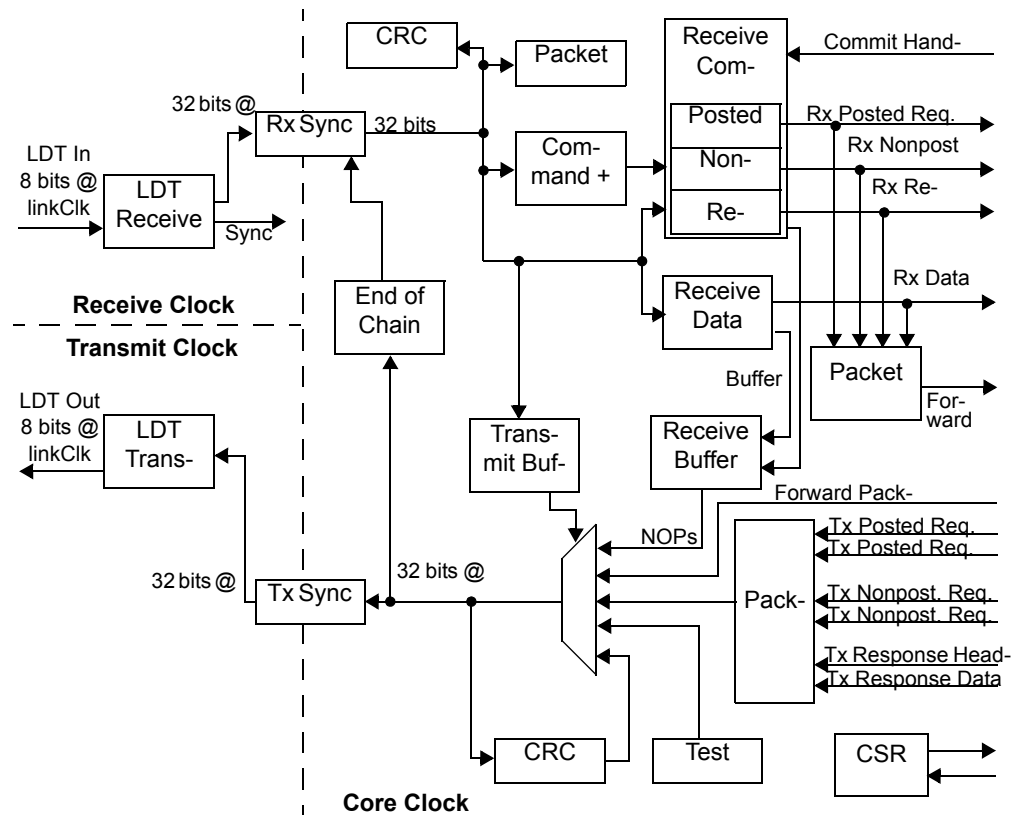 CRC
Packet
Receive
Com-
Commit Hand-
32 bits @
Rx Sync
32 bits
Posted
Rx Posted Req.
LDT In
8 bits @
linkClk
LDT
Receive
Sync
Com-
mand +
Non-
Rx Nonpost
Re-
Rx Re-
Receive Clock
Transmit Clock
End of
Chain
Receive
Data
Rx Data
Buffer
Packet
For-
ward
LDT Out
8 bits @
linkClk
LDT
Trans-
Trans-
mit Buf-
Receive
Buffer
Forward Pack-
NOPs
32 bits @
Tx Sync
32 bits @
Pack-
Tx Posted Req.
Tx Posted Req.
Tx Nonpost. Req.
Tx Nonpost. Req.
Tx Response Head-
Tx Response Data
CRC
Test
CSR
Core Clock